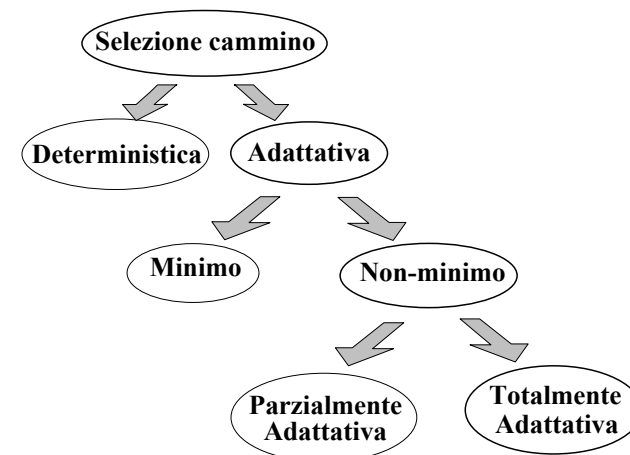 Selezione cammino
Deterministica
Adattativa
Minimo
Non-minimo
Parzialmente
Adattativa
Totalmente
Adattativa